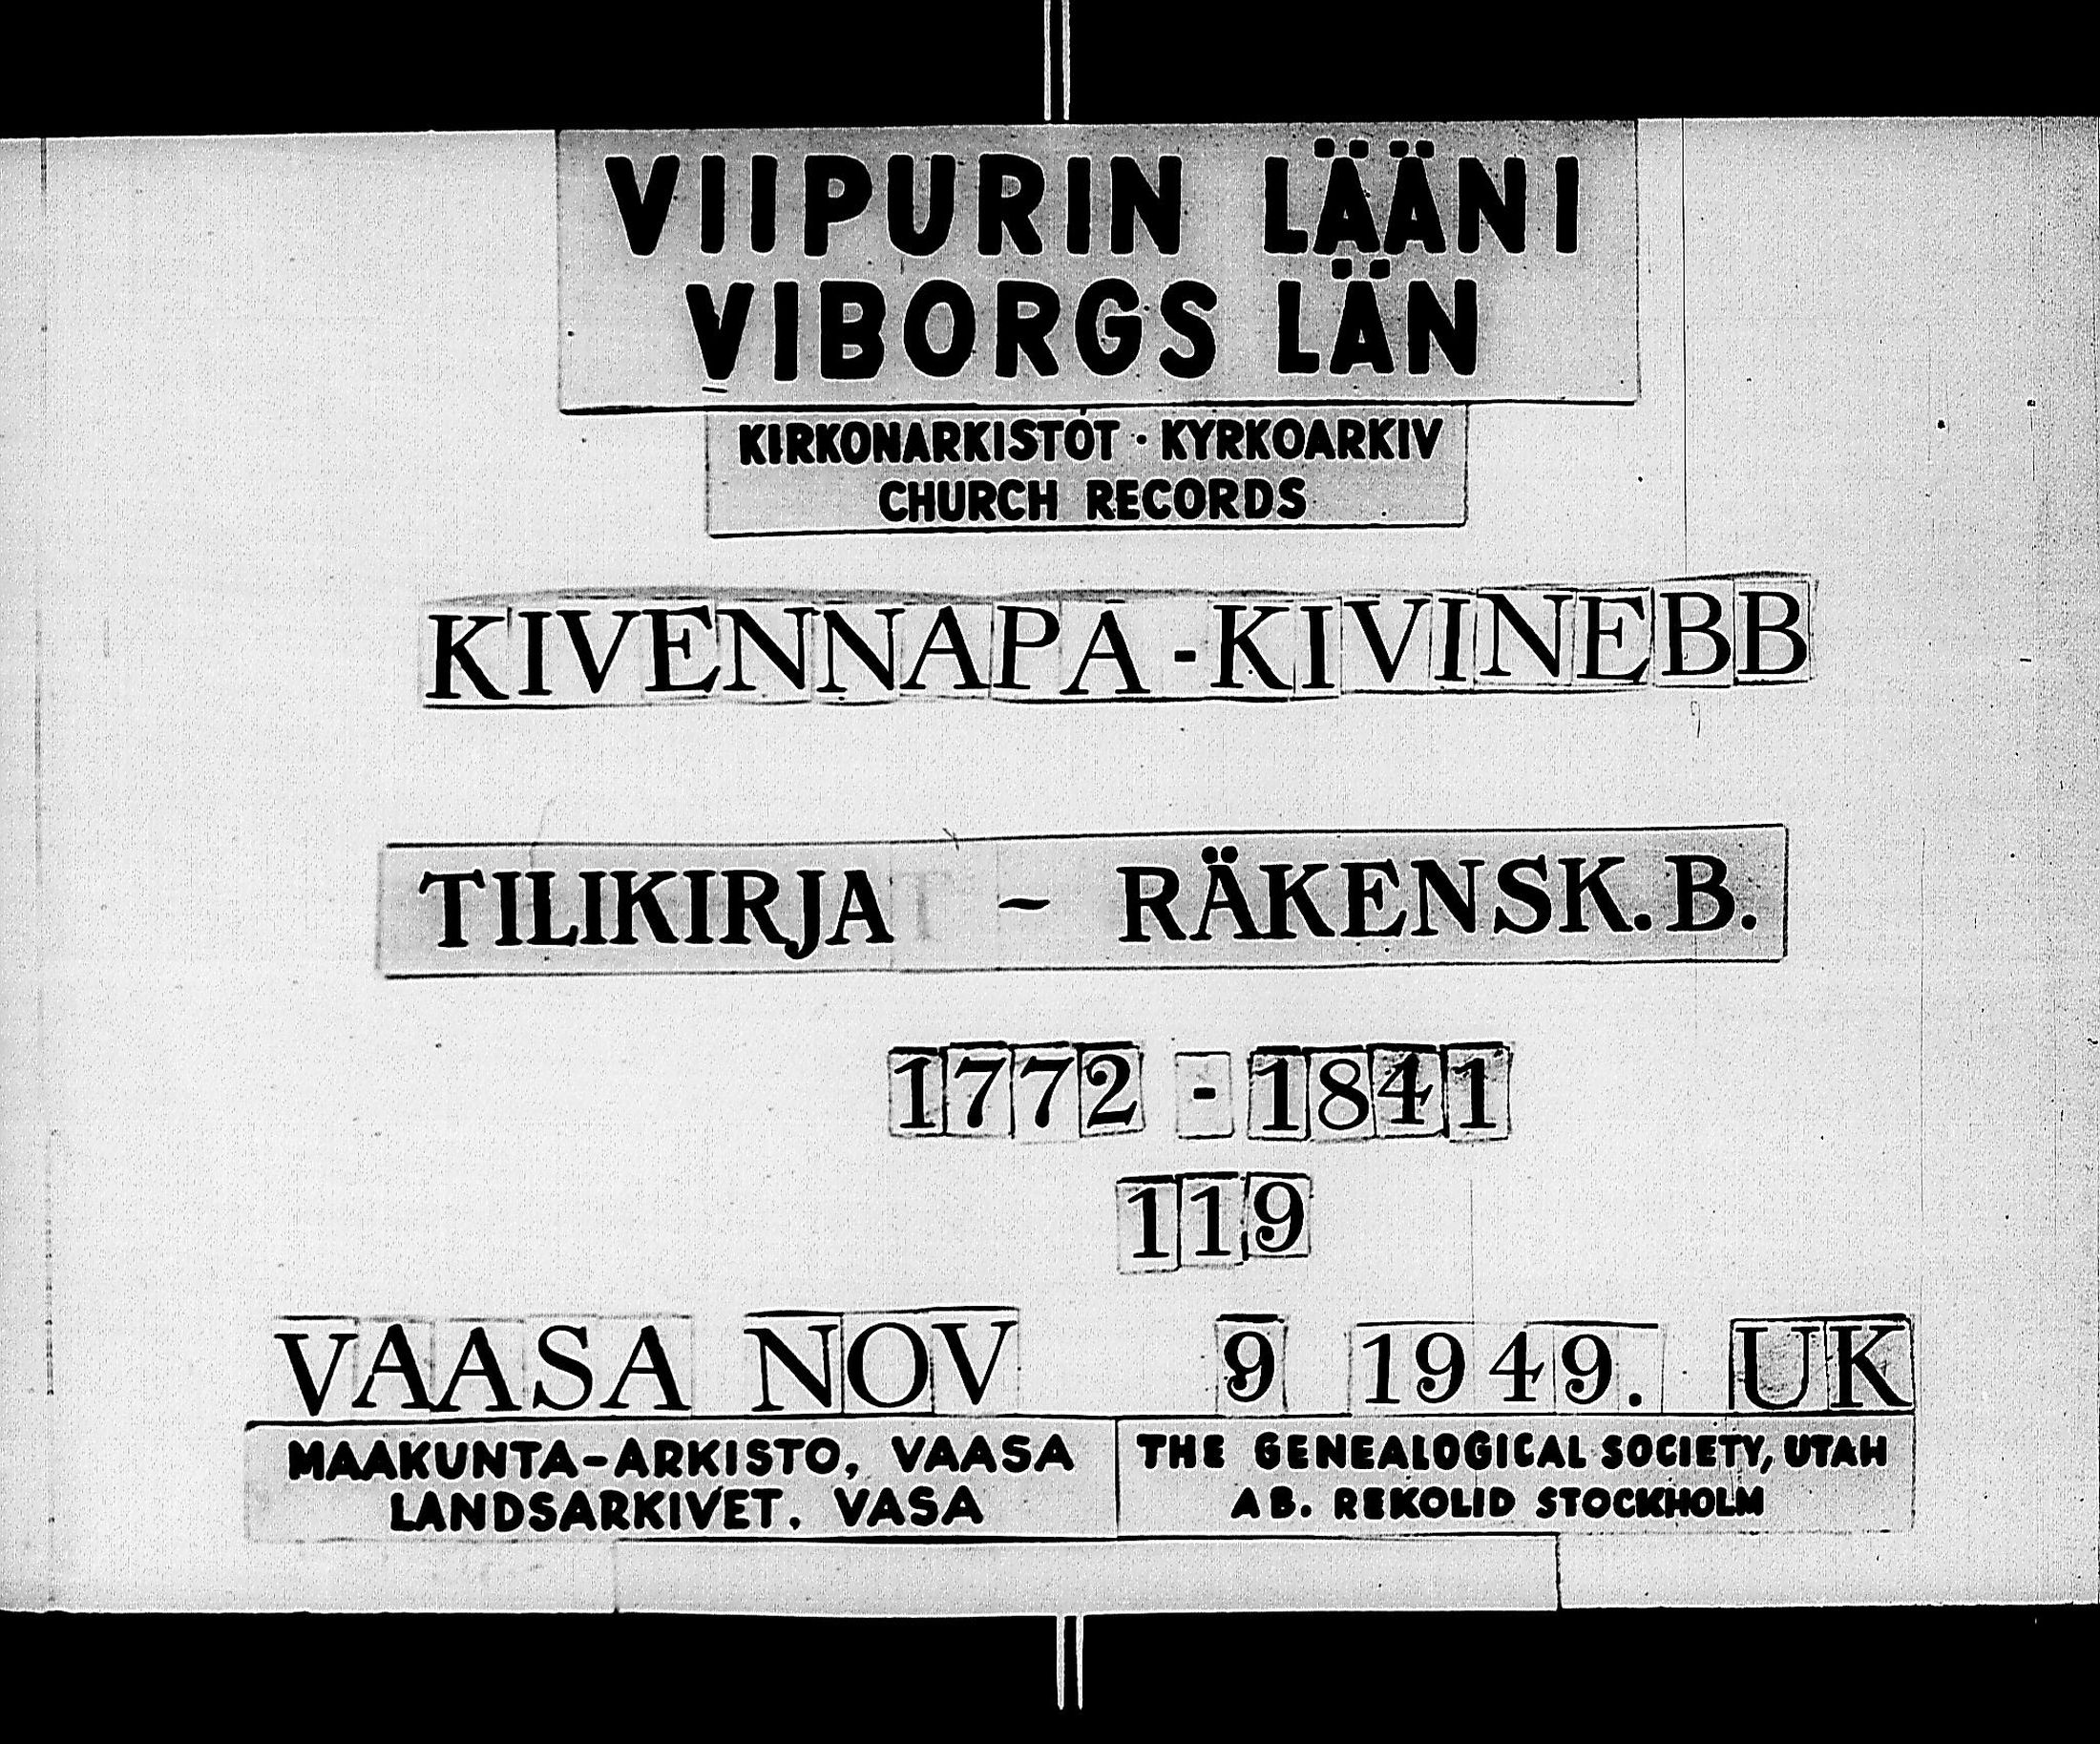 VIIPURIN LÄÄNI
VIBORGS LÄN
KIRKONARKISTOT · KYRKOARKIV
CHURCH RECORDS
KIVENNAPA - KIVINEBB
TILIKIRJA - RÄKENSK. B.
1772 - 1841
119
VAASA NOV 9 1949. UK
MAAKUNTA-ARKISTO, VAASA
LANDSARKIVET, VASA
THE GENEALOGICAL SOCIETY, UTAH
AB. REKOLID STOCKHOLM